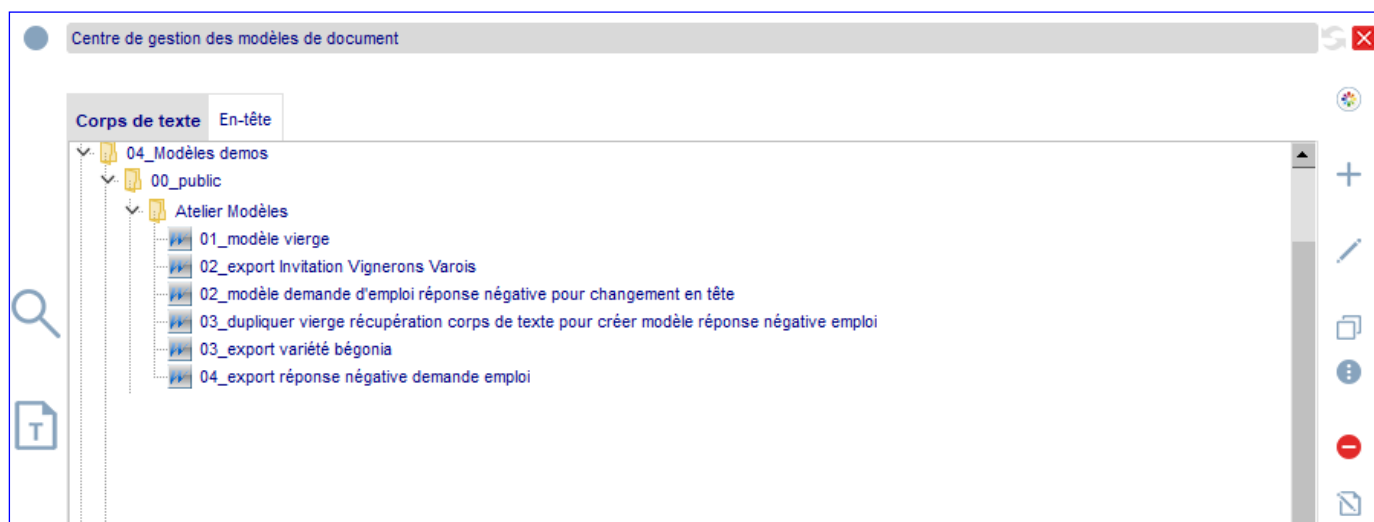 Centre de gestion des modèles de document
Corps de texte En-tête
04_Modèles demos
00_public
Atelier Modèles
01_modèle vierge
02_export Invitation Vignerons Varois
02_modèle demande d'emploi réponse négative pour changement en tête
03_dupliquer vierge récupération corps de texte pour créer modèle réponse négative emploi
03_export variété bégonia
04_export réponse négative demande emploi
T